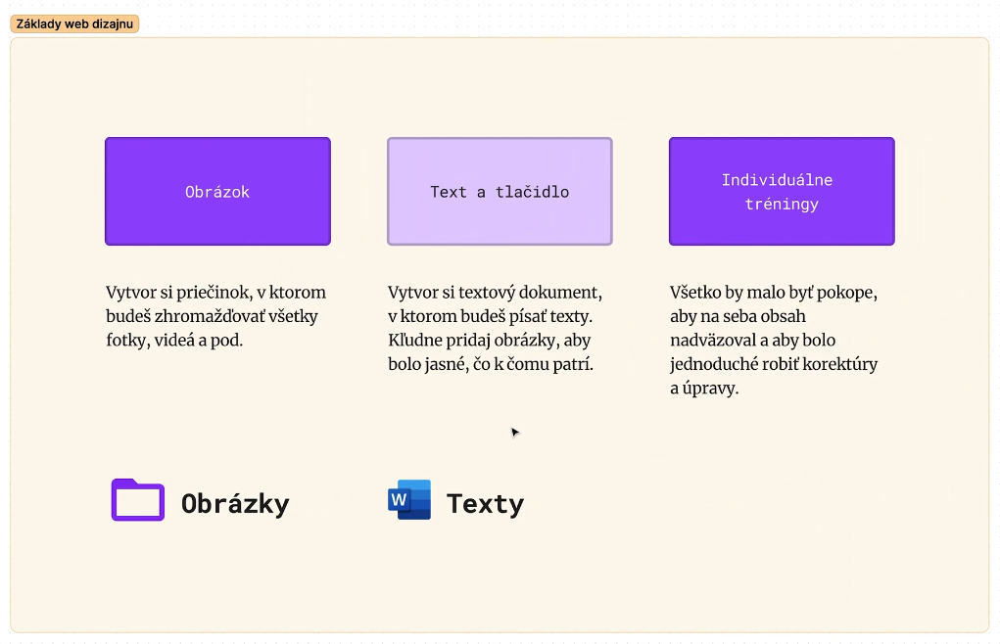 Základy web dizajnu
Obrázok
Text a tlačidlo
Individuálne
tréningy
Vytvor si priečinok, v ktorom
budeš zhromažďovať všetky
fotky, videá a pod.
Vytvor si textový dokument,
v ktorom budeš písať texty.
Kľudne pridaj obrázky, aby
bolo jasné, čo k čomu patrí.
Všetko by malo byť pokope,
aby na seba obsah
nadväzoval a aby bolo
jednoduché robiť korektúry
a úpravy.
Obrázky
W
Texty